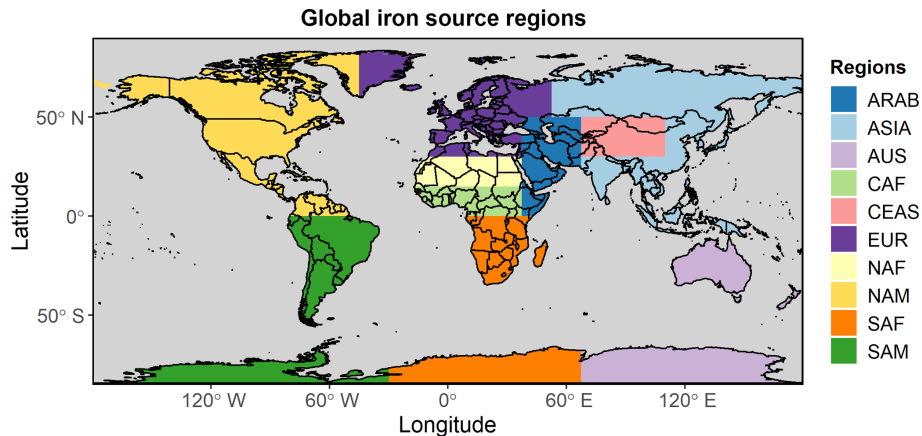 Global iron source regions
50° N
0°
50° S
Latitude
120° W
60° W
0°
60° E
120° E
Longitude
Regions
ARAB
ASIA
AUS
CAF
CEAS
EUR
NAF
NAM
SAF
SAM